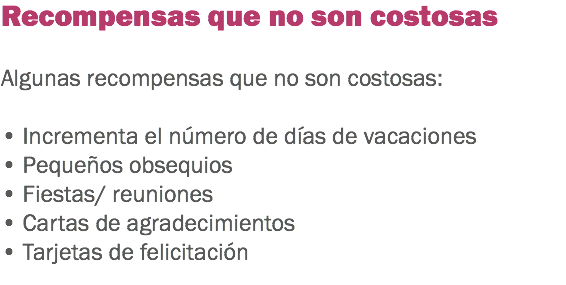 Recompensas que no son costosas
Algunas recompensas que no son costosas:
• Incrementa el número de días de vacaciones
• Pequeños obsequios
• Fiestas/ reuniones
• Cartas de agradecimientos
• Tarjetas de felicitación